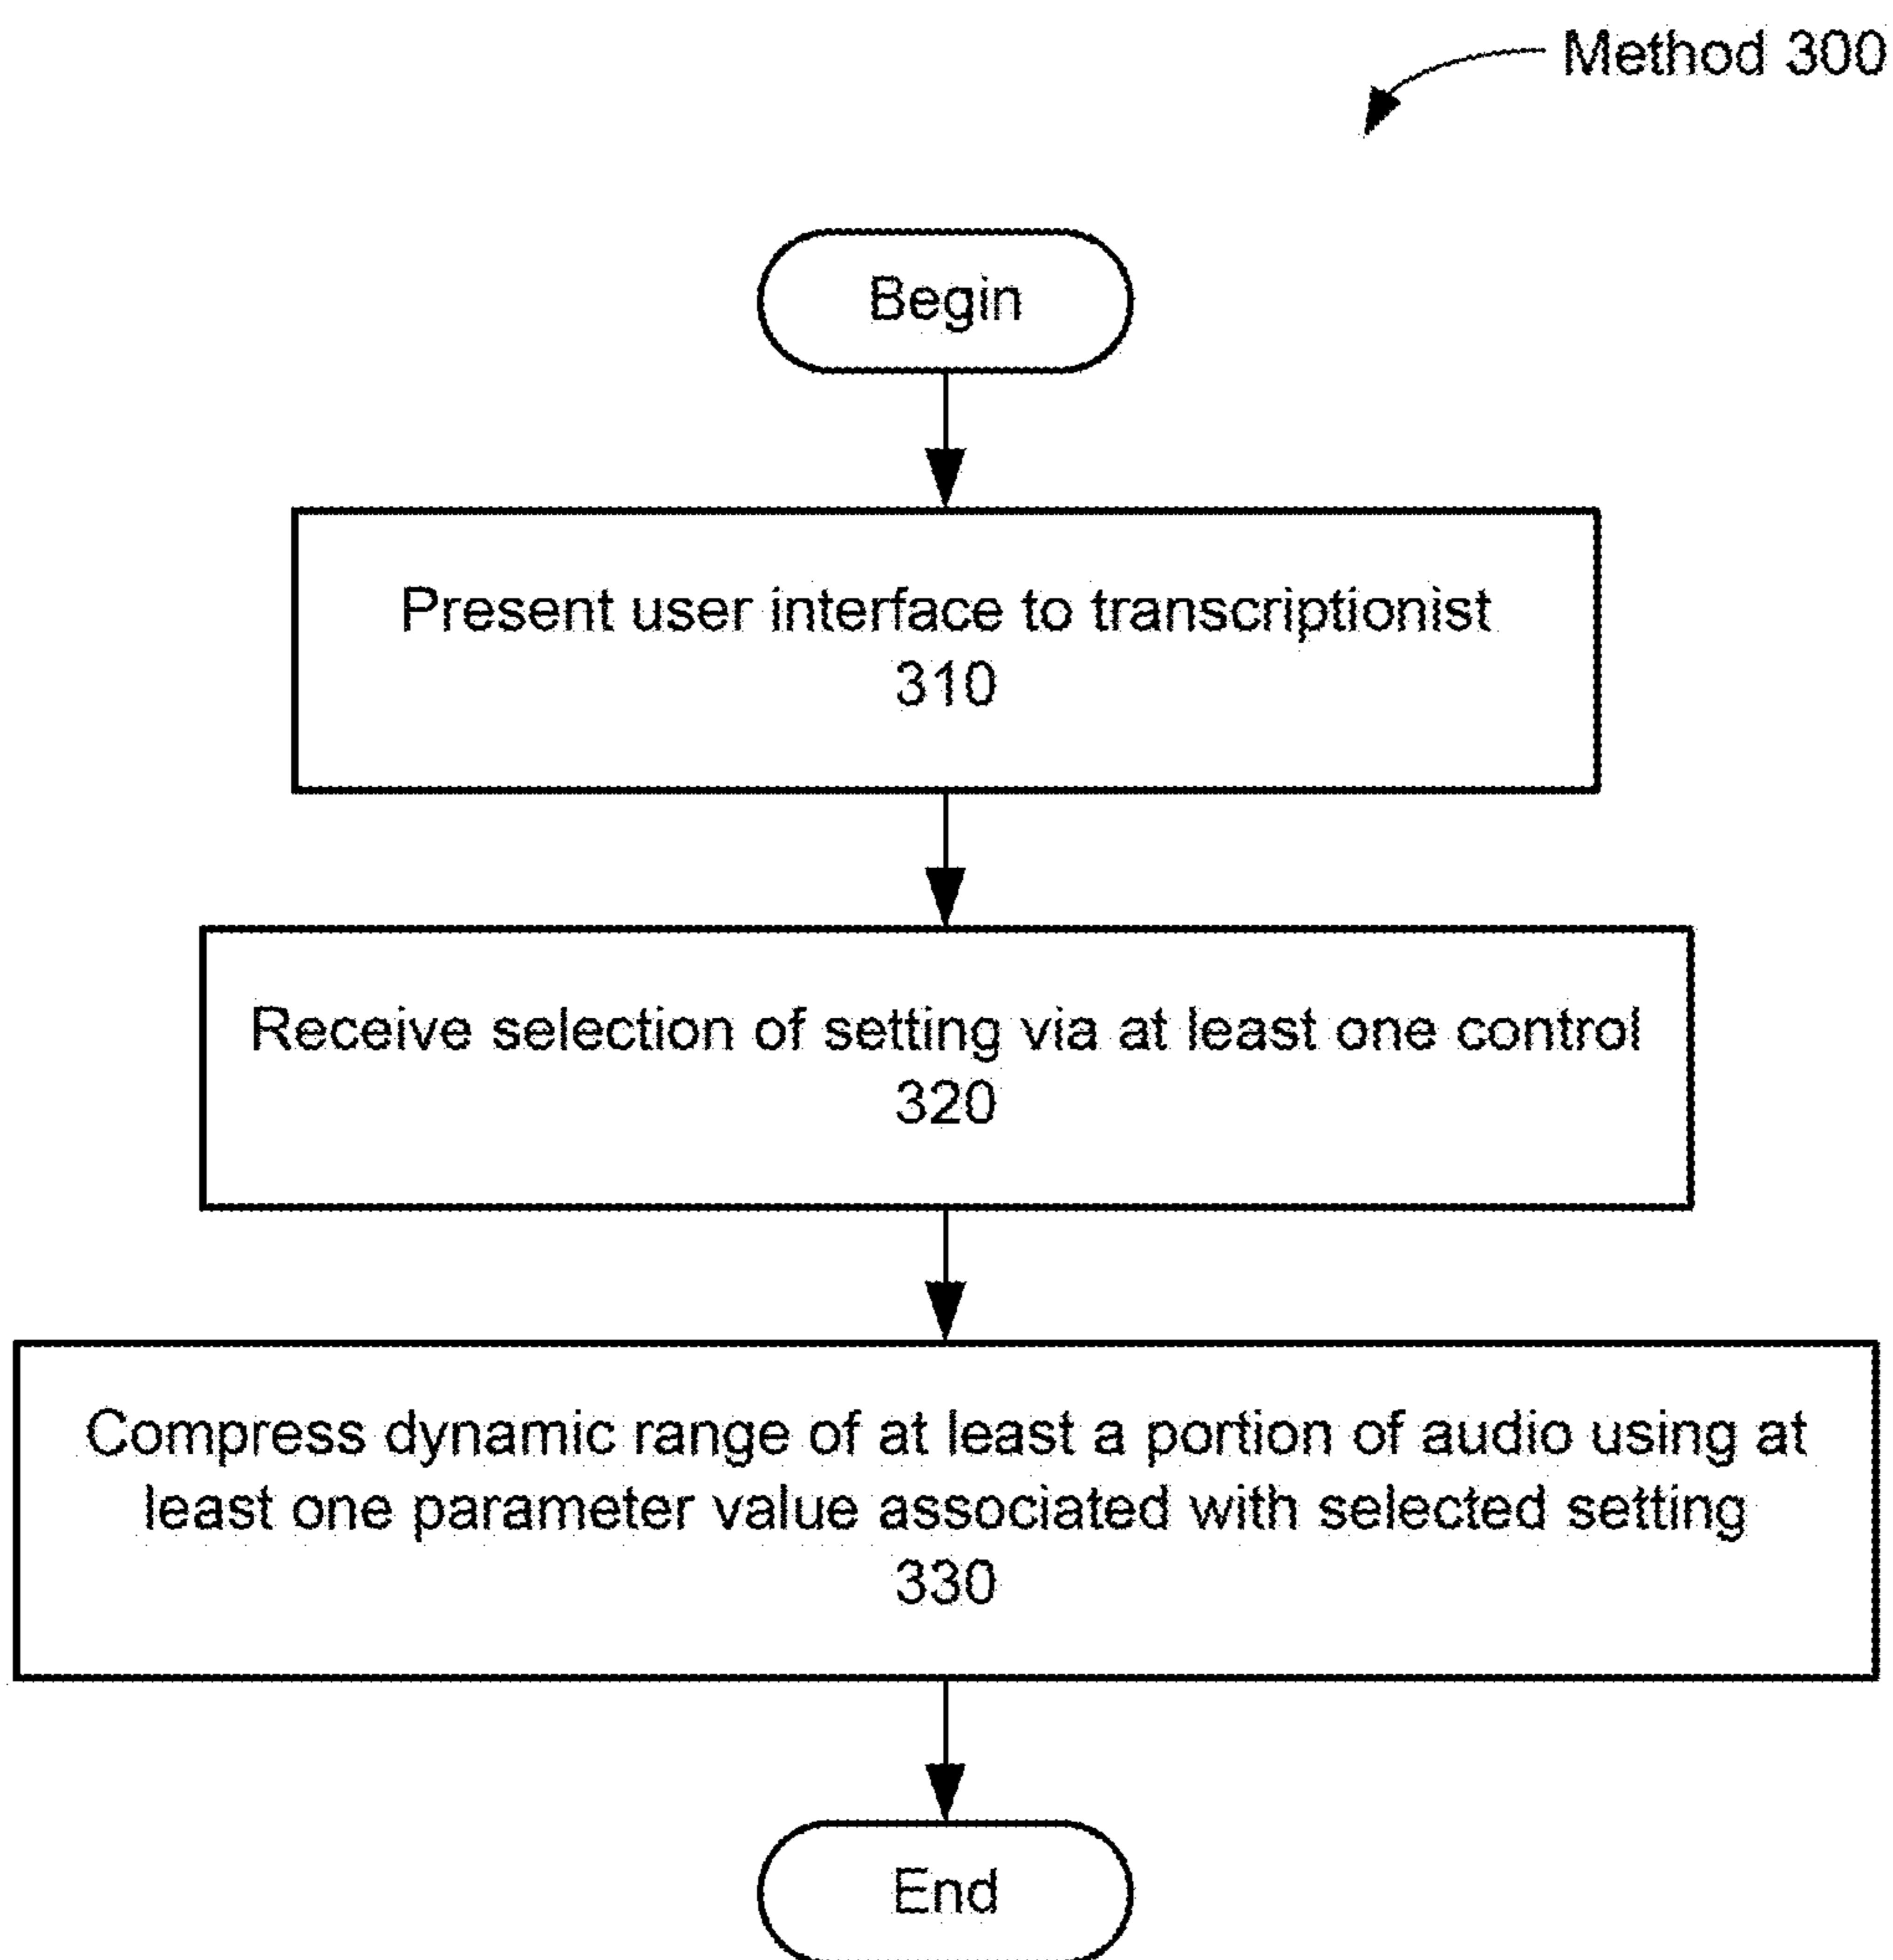 Method 300
Begin
Present user interface to transcriptionist
310
Receive selection of setting via at least one control
320
Compress dynamic range of at least a portion of audio using at
least one parameter value associated with selected setting
330
End